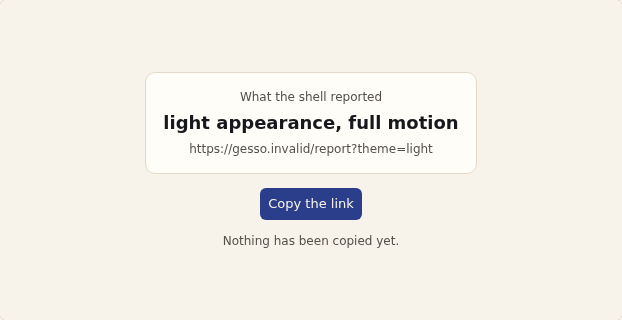 What the shell reported
light appearance, full motion
https://gesso.invalid/report?theme=light
Copy the link
Nothing has been copied yet.